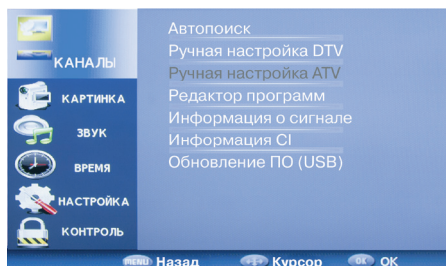 КАНАЛЫ
КАРТИНКА
ЗВУК
ВРЕМЯ
НАСТРОЙКА
КОНТРОЛЬ
Автопоиск
Ручная настройка DTV
Ручная настройка ATV
Редактор программ
Информация о сигнале
Информация CI
Обновление ПО (USB)
MENU Назад Курсор OK OK